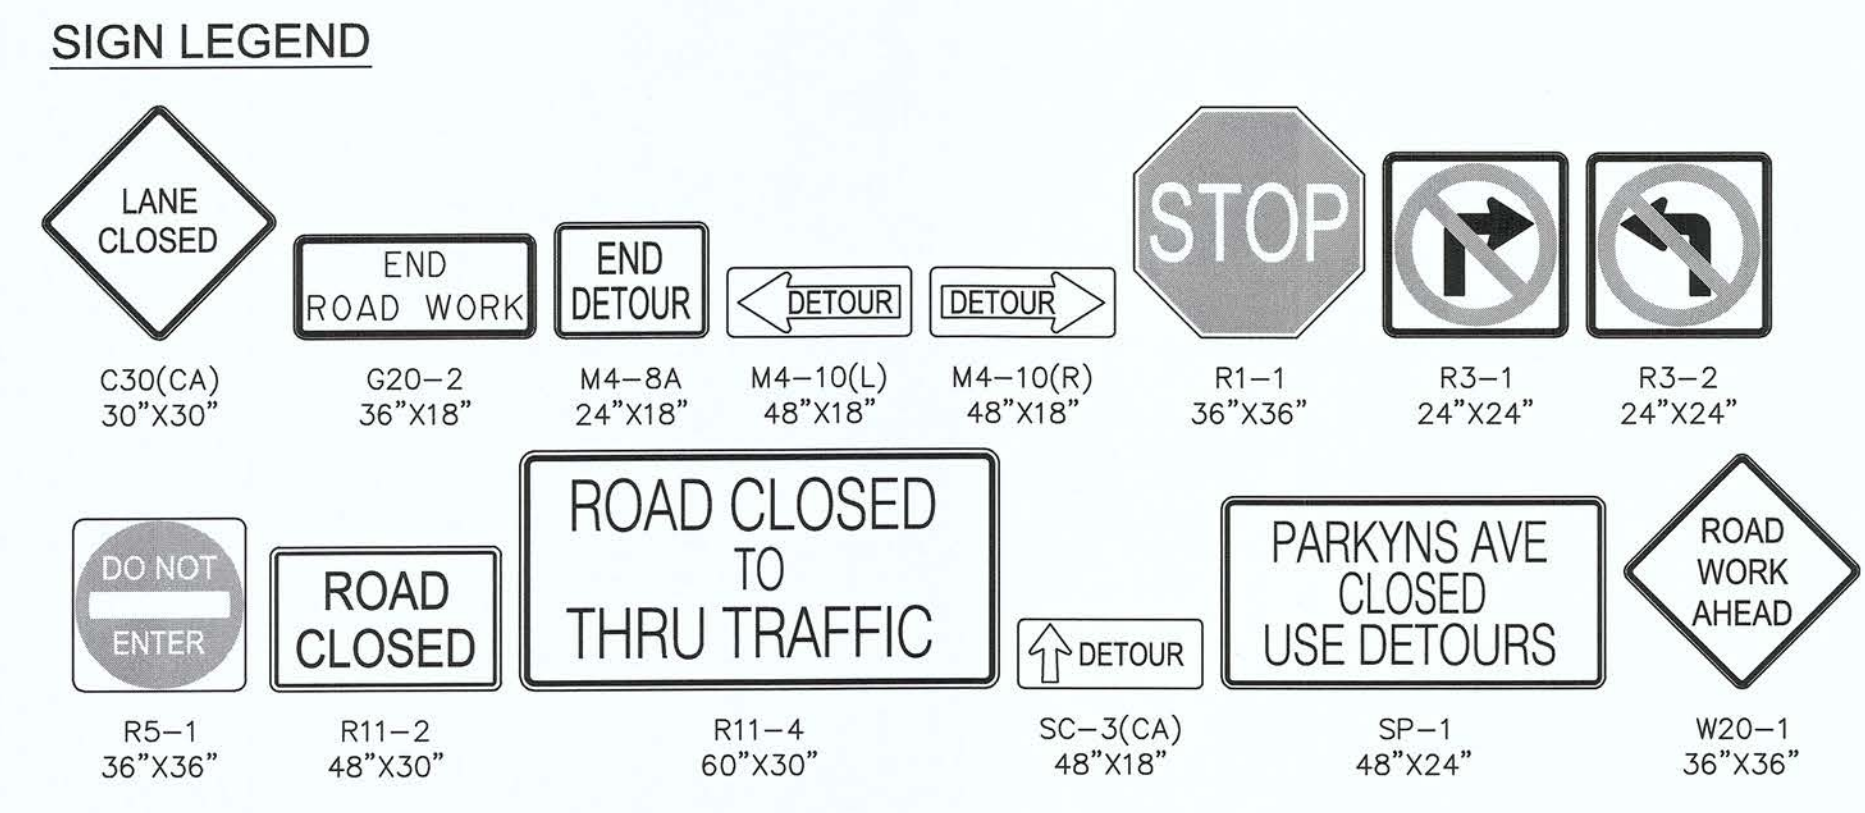 SIGN LEGEND
LANE
CLOSED
C30(CA)
30"X30"
END
ROAD WORK
G20-2
36"X18"
END
DETOUR
M4-8A
24"X18"
DETOUR
M4-10(L)
48"X18"
DETOUR
M4-10(R)
48"X18"
STOP
R1-1
36"X36"
R3-1
24"X24"
R3-2
24"X24"
DO NOT
ENTER
R5-1
36"X36"
ROAD
CLOSED
R11-2
48"X30"
ROAD CLOSED
TO
THRU TRAFFIC
R11-4
60"X30"
DETOUR
SC-3(CA)
48"X18"
PARKYNS AVE
CLOSED
USE DETOURS
SP-1
48"X24"
ROAD
WORK
AHEAD
W20-1
36"X36"